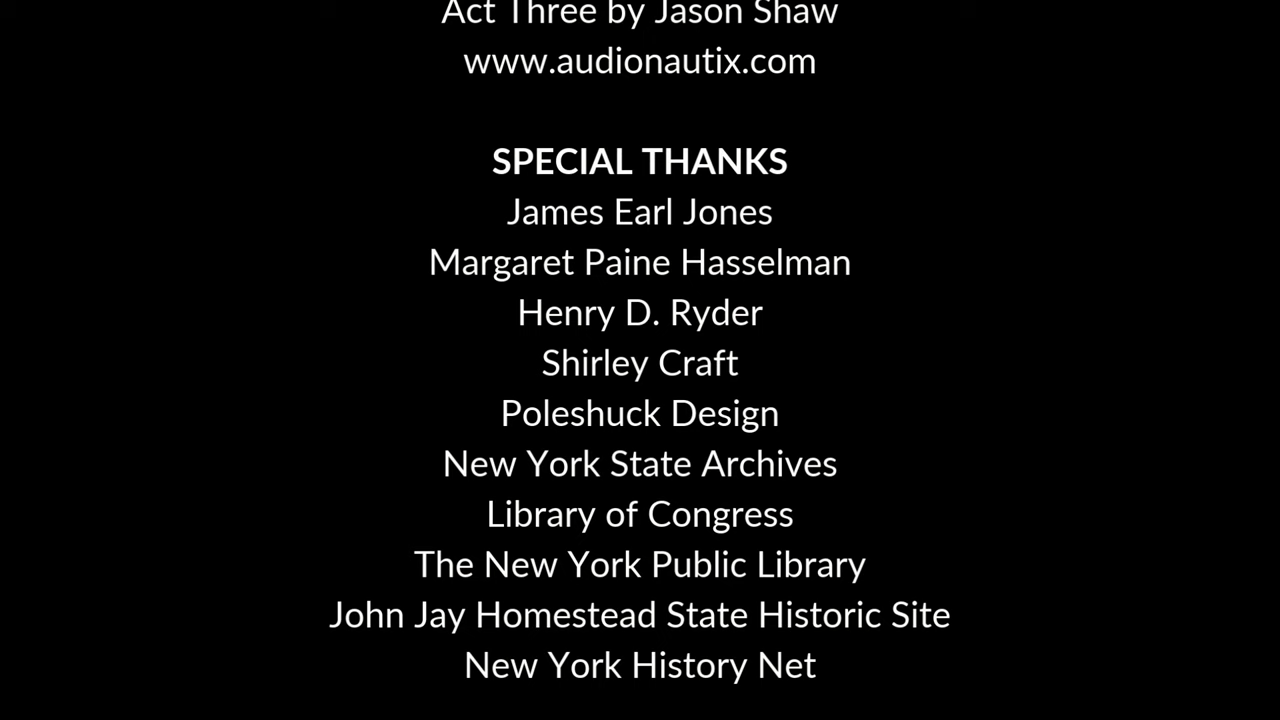 Act Three by Jason Shaw
www.audionautix.com
SPECIAL THANKS
James Earl Jones
Margaret Paine Hasselman
Henry D. Ryder
Shirley Craft
Poleshuck Design
New York State Archives
Library of Congress
The New York Public Library
John Jay Homestead State Historic Site
New York History Net